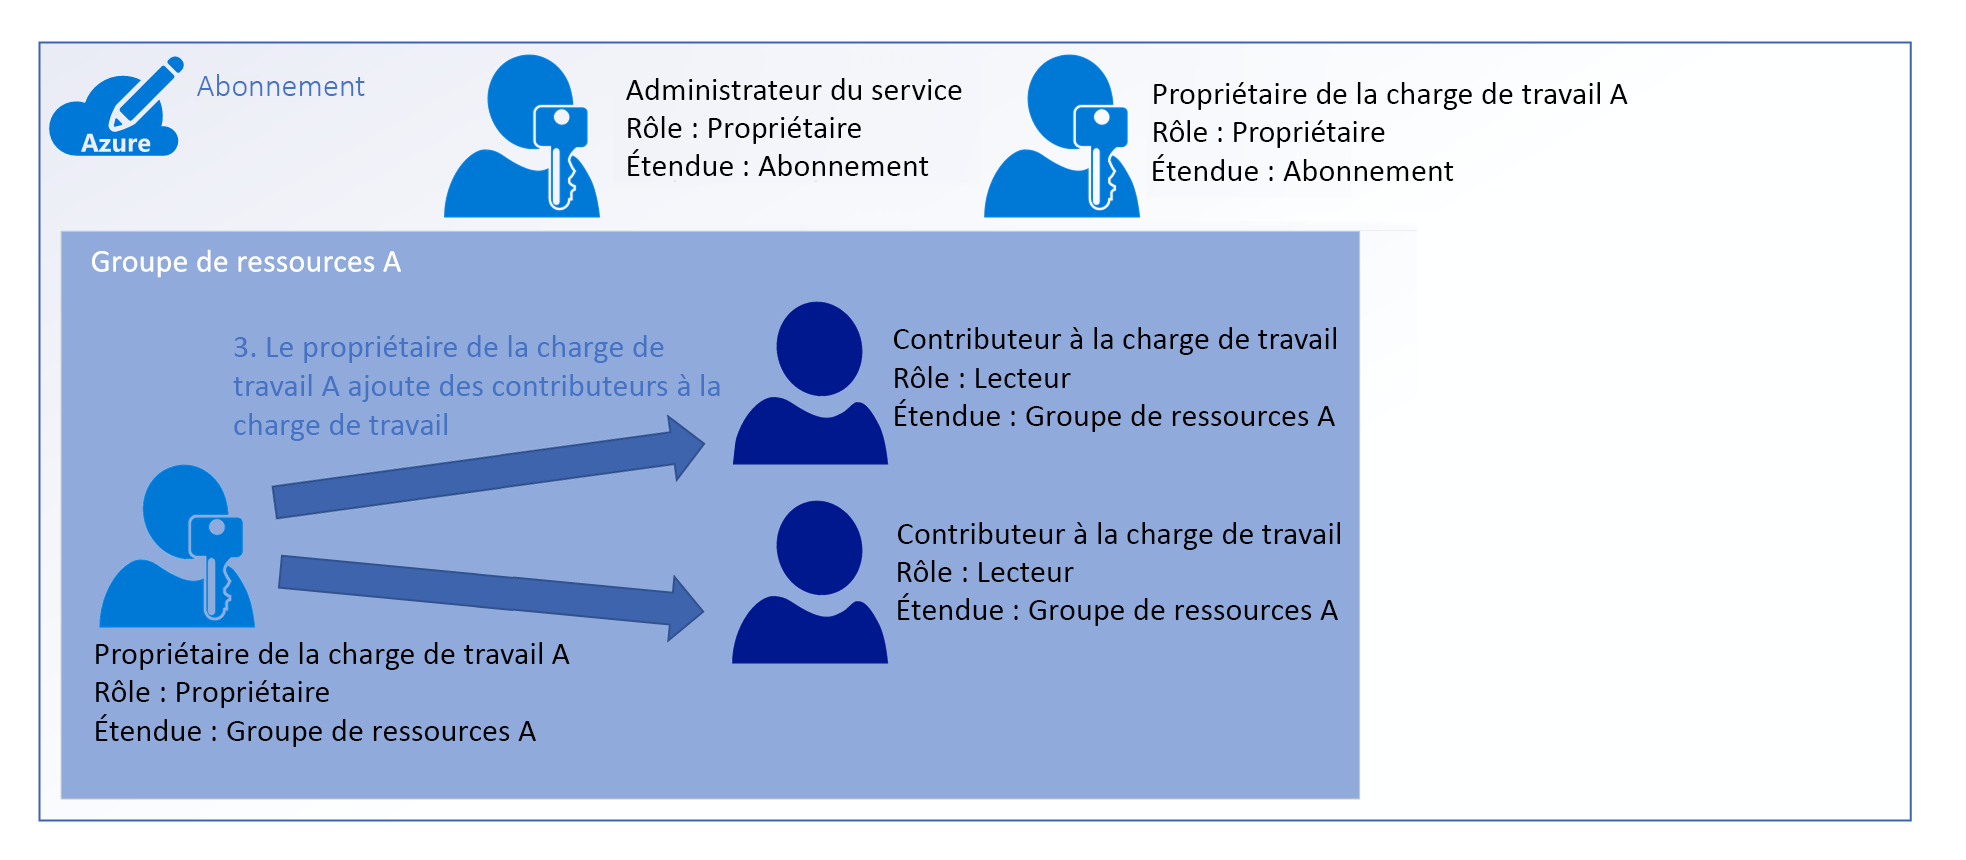 Azure
Abonnement
Administrateur du service
Rôle : Propriétaire
Étendue : Abonnement
Propriétaire de la charge de travail A
Rôle : Propriétaire
Étendue : Abonnement
Groupe de ressources A
3. Le propriétaire de la charge de
travail A ajoute des contributeurs à la
charge de travail
Contributeur à la charge de travail
Rôle : Lecteur
Étendue : Groupe de ressources A
Contributeur à la charge de travail
Rôle : Lecteur
Étendue : Groupe de ressources A
Propriétaire de la charge de travail A
Rôle : Propriétaire
Étendue : Groupe de ressources A